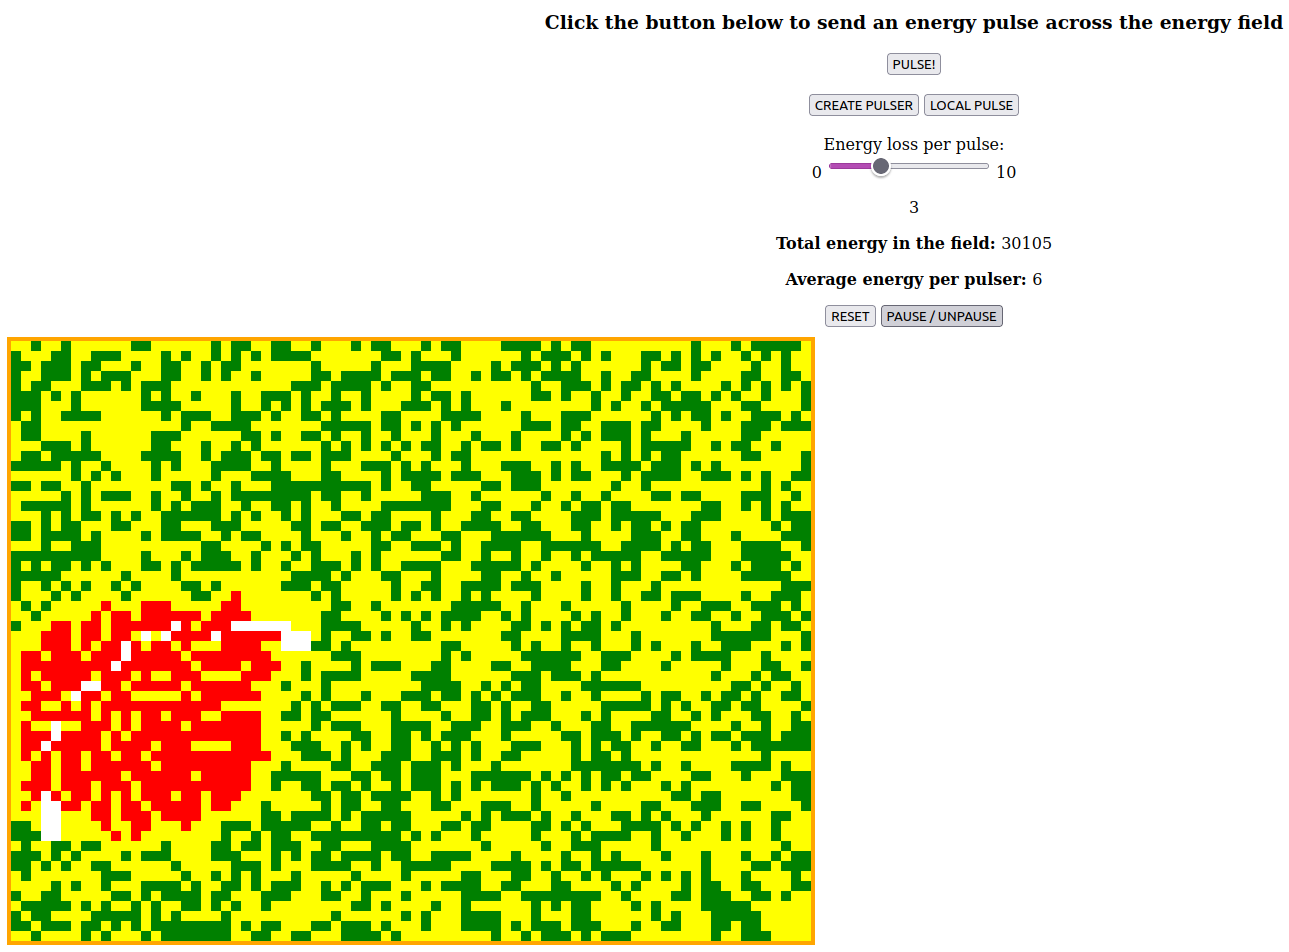 Click the button below to send an energy pulse across the energy field
PULSE!
CREATE PULSER LOCAL PULSE
Energy loss per pulse:
0 10
3
Total energy in the field: 30105
Average energy per pulser: 6
RESET PAUSE / UNPAUSE